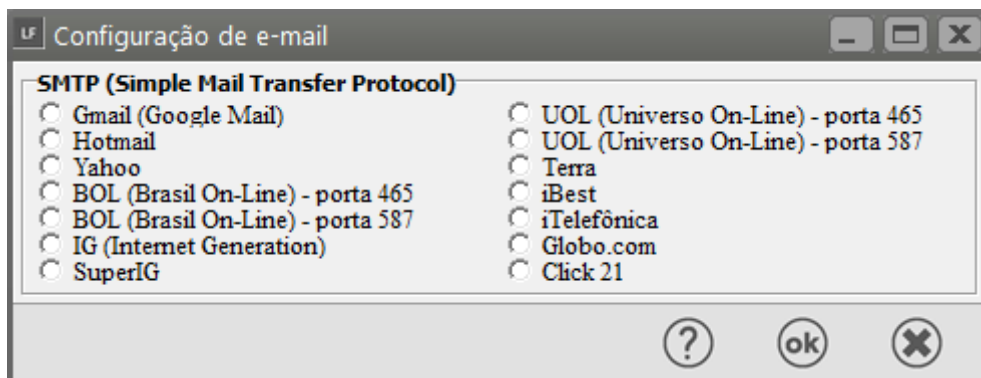 LF Configuração de e-mail
SMTP (Simple Mail Transfer Protocol)
Gmail (Google Mail)
Hotmail
Yahoo
BOL (Brasil On-Line) - porta 465
BOL (Brasil On-Line) - porta 587
IG (Internet Generation)
SuperIG
UOL (Universo On-Line) - porta 465
UOL (Universo On-Line) - porta 587
Terra
iBest
iTelefônica
Globo.com
Click 21
? ok